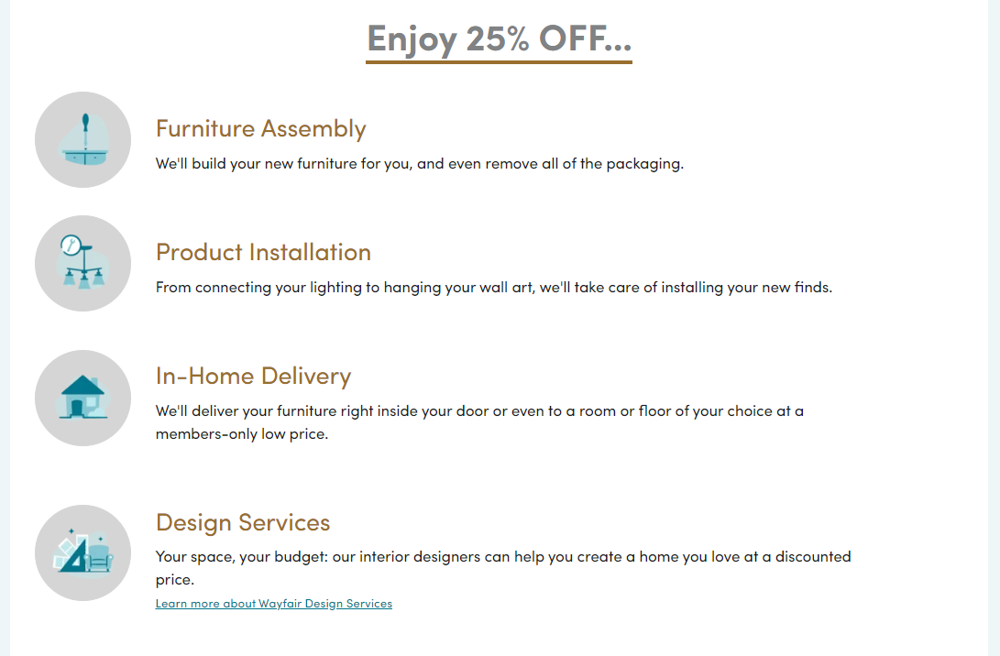 Enjoy 25% OFF...
Furniture Assembly
We'll build your new furniture for you, and even remove all of the packaging.
Product Installation
From connecting your lighting to hanging your wall art, we'll take care of installing your new finds.
In-Home Delivery
We'll deliver your furniture right inside your door or even to a room or floor of your choice at a
members-only low price.
Design Services
Your space, your budget: our interior designers can help you create a home you love at a discounted
price.
Learn more about Wayfair Design Services